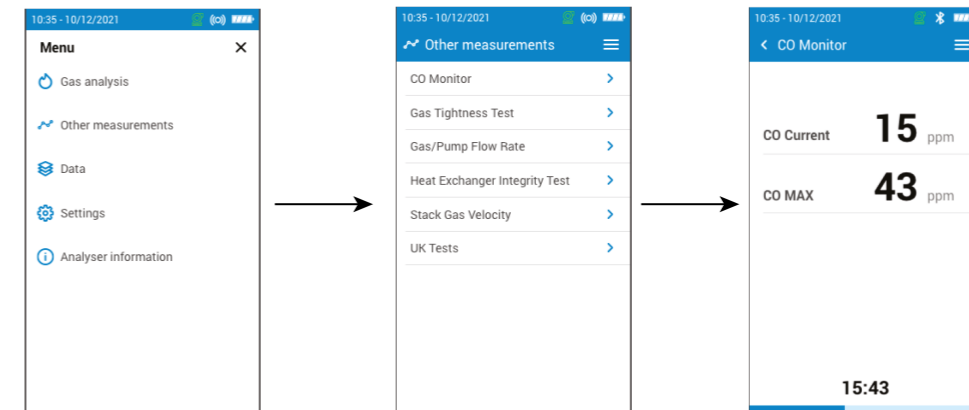 10:35 - 10/12/2021
Menu
Gas analysis
Other measurements
Data
Settings
Analyser information
10:35 - 10/12/2021
Other measurements
CO Monitor
Gas Tightness Test
Gas/Pump Flow Rate
Heat Exchanger Integrity Test
Stack Gas Velocity
UK Tests
10:35 - 10/12/2021
CO Monitor
CO Current 15 ppm
CO MAX 43 ppm
15:43